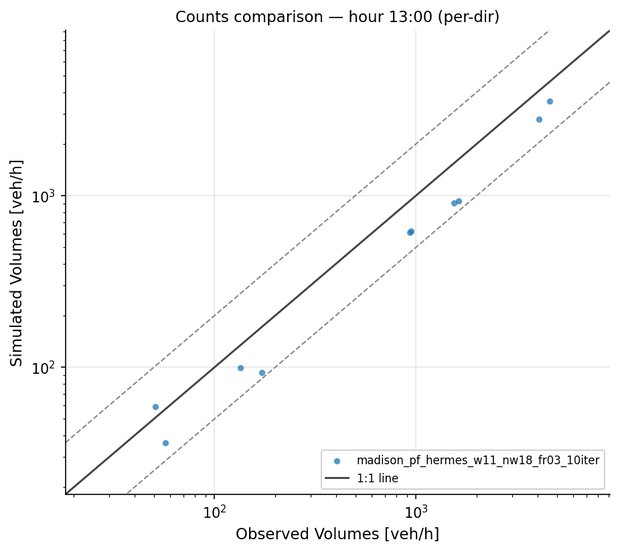 Counts comparison — hour 13:00 (per-dir)
Simulated Volumes [veh/h]
10³
10²
madison_pf_hermes_w11_nw18_fr03_10iter
1:1 line
10² 10³
Observed Volumes [veh/h]